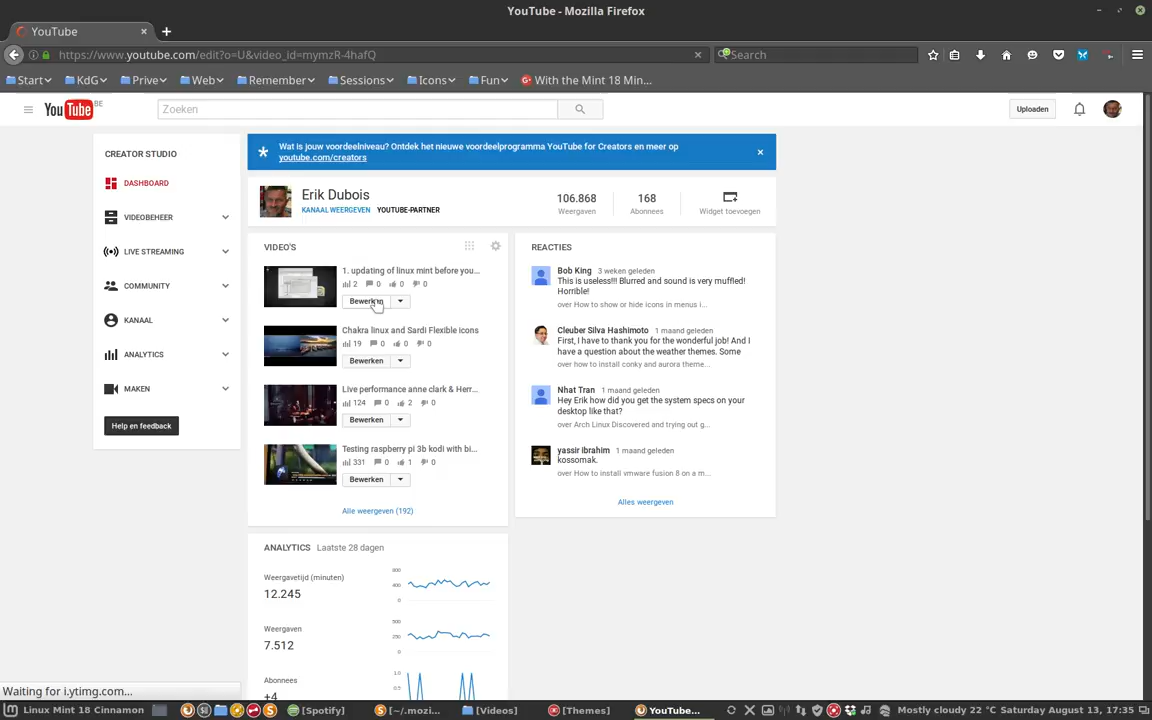 YouTube - Mozilla Firefox
YouTube
https://www.youtube.com/edit?o=U&video_id=mymzR-4hafQ
Search
Start
KdG
Prive
Web
Remember
Sessions
Icons
Fun
With the Mint 18 Min...
YouTube BE
Zoeken
Uploaden
CREATOR STUDIO
DASHBOARD
VIDEOBEHEER
LIVE STREAMING
COMMUNITY
KANAAL
ANALYTICS
MAKEN
Help en feedback
Wat is jouw voordeelniveau? Ontdek het nieuwe voordeelprogramma YouTube for Creators en meer op
youtube.com/creators
Erik Dubois
KANAAL WEERGEVEN YOUTUBE-PARTNER
106.868
Weergaven
168
Abonnees
Widget toevoegen
VIDEO'S
1. updating of linux mint before you...
2 0 0 0
Bewerken
Chakra linux and Sardi Flexible icons
19 0 0 0
Bewerken
Live performance anne clark & Herr...
124 0 2 0
Bewerken
Testing raspberry pi 3b kodi with bi...
331 0 1 0
Bewerken
Alle weergeven (192)
REACTIES
Bob King 3 weken geleden
This is useless!!! Blurred and sound is very muffled!
Horrible!
over How to show or hide icons in menus i...
Cleuber Silva Hashimoto 1 maand geleden
First, I have to thank you for the wonderful job! And I
have a question about the weather themes. Some
over how to install conky and aurora theme...
Nhat Tran 1 maand geleden
Hey Erik how did you get the system specs on your
desktop like that?
over Arch Linux Discovered and trying out g...
yassir ibrahim 1 maand geleden
kossomak.
over How to install vmware fusion 8 on a m...
Alles weergeven
ANALYTICS Laatste 28 dagen
Weergavetijd (minuten)
12.245
800
400
0
Weergaven
7.512
500
250
0
Abonnees
+4
1.0
0.5
Waiting for i.ytimg.com...
Linux Mint 18 Cinnamon
[Spotify]
[~/.mozi...
[Videos]
[Themes]
YouTube...
Mostly cloudy 22 °C Saturday August 13, 17:35